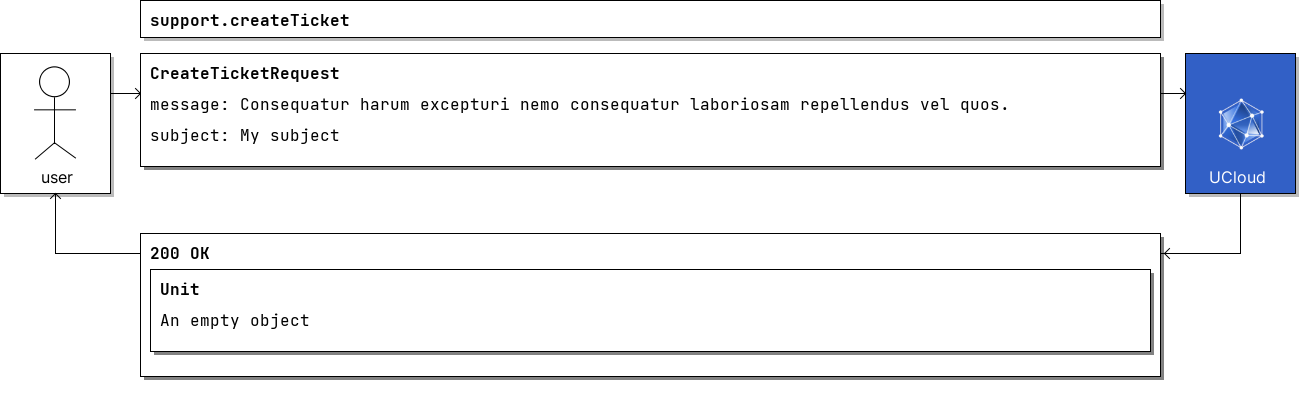 support.createTicket
CreateTicketRequest
message: Consequatur harum excepturi nemo consequatur laboriosam repellendus vel quos.
subject: My subject
user
UCloud
200 OK
Unit
An empty object